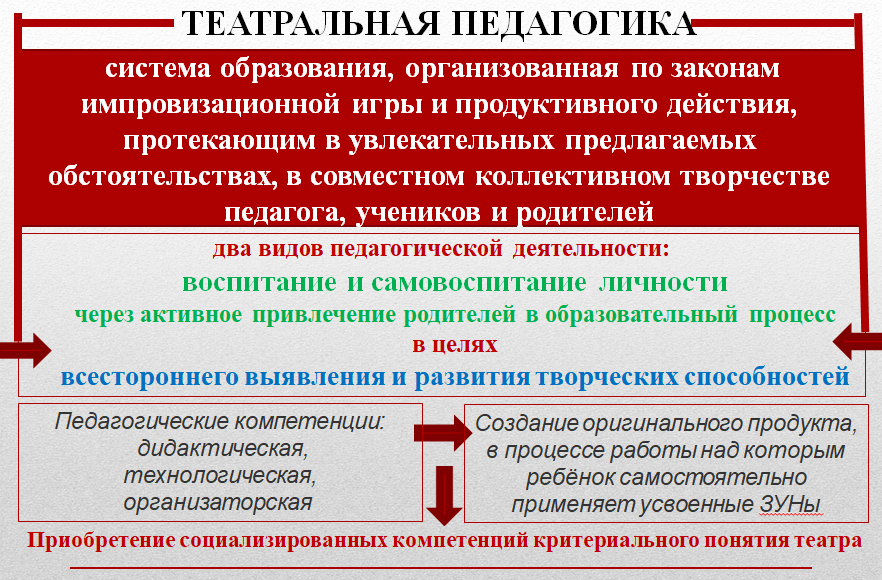 ТЕАТРАЛЬНАЯ ПЕДАГОГИКА
система образования, организованная по законам
импровизационной игры и продуктивного действия,
протекающим в увлекательных предлагаемых
обстоятельствах, в совместном коллективном творчестве
педагога, учеников и родителей
два видов педагогической деятельности:
воспитание и самовоспитание личности
через активное привлечение родителей в образовательный процесс
в целях
всестороннего выявления и развития творческих способностей
Педагогические компетенции:
дидактическая,
технологическая,
организаторская
Создание оригинального продукта,
в процессе работы над которым
ребёнок самостоятельно
применяет усвоенные ЗУНы
Приобретение социализированных компетенций критериального понятия театра